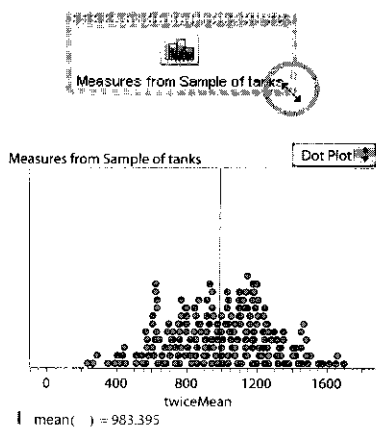 Measures from Sample of tanks
Measures from Sample of tanks
Dot Plot
0 400 800 1200 1600
twiceMean
mean( ) = 983.395